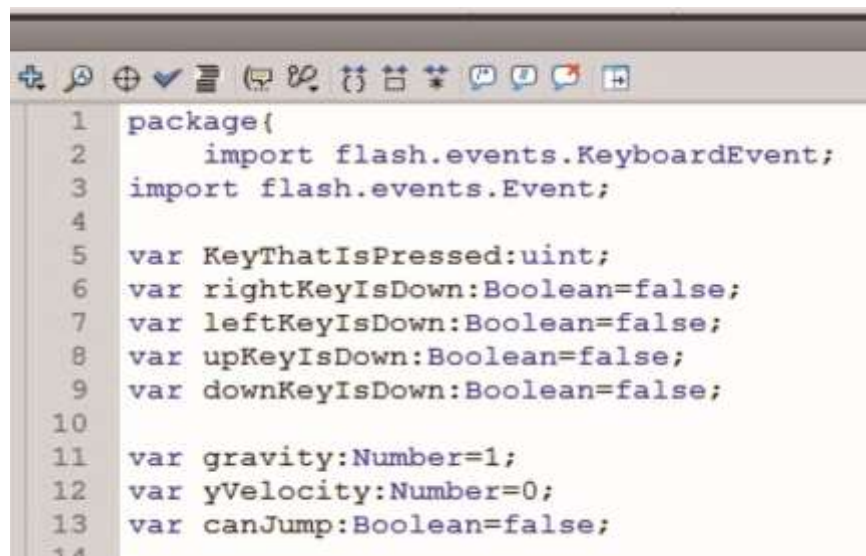 1 package{
2 import flash.events.KeyboardEvent;
3 import flash.events.Event;
4
5 var KeyThatIsPressed:uint;
6 var rightKeyIsDown:Boolean=false;
7 var leftKeyIsDown:Boolean=false;
8 var upKeyIsDown:Boolean=false;
9 var downKeyIsDown:Boolean=false;
10
11 var gravity:Number=1;
12 var yVelocity:Number=0;
13 var canJump:Boolean=false;
14